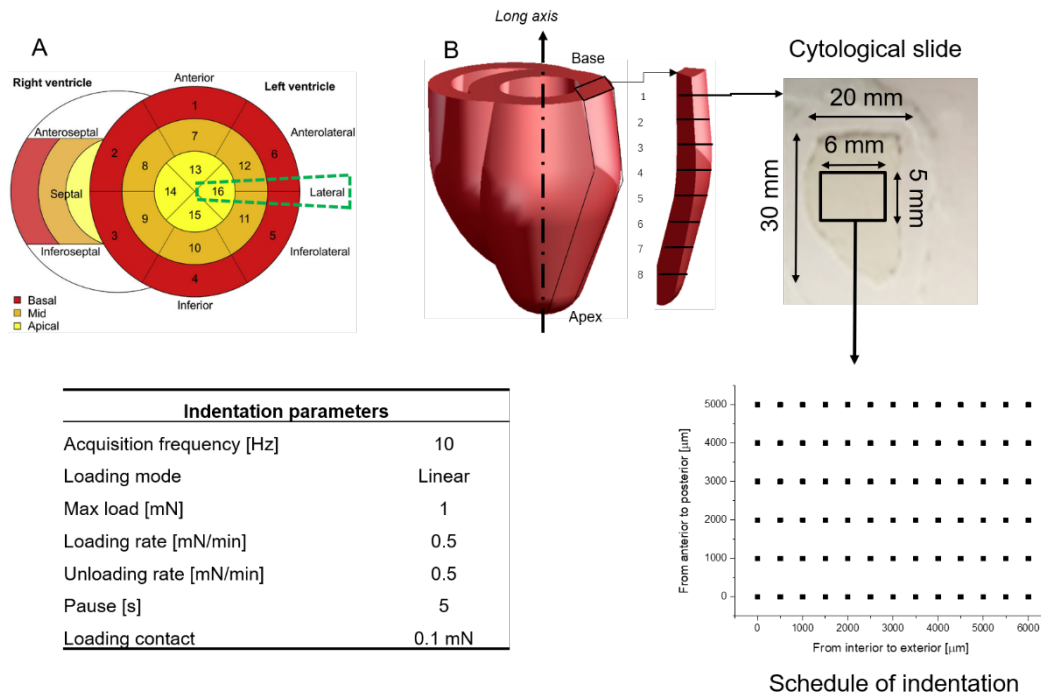 A
Right ventricle
Anterior
Left ventricle
1
Anteroseptal
Anterolateral
7
2
6
8
12
13
Septal
14
16
Lateral
15
9
11
3
5
10
Inferoseptal
Inferolateral
4
Inferior
Basal
Mid
Apical
Long axis
B
Base
Apex
1
2
3
4
5
6
7
8
Cytological slide
20 mm
6 mm
30 mm
5 mm
Indentation parameters
Acquisition frequency [Hz] 10
Loading mode Linear
Max load [mN] 1
Loading rate [mN/min] 0.5
Unloading rate [mN/min] 0.5
Pause [s] 5
Loading contact 0.1 mN
From anterior to posterior [µm]
5000
4000
3000
2000
1000
0
0 1000 2000 3000 4000 5000 6000
From interior to exterior [µm]
Schedule of indentation